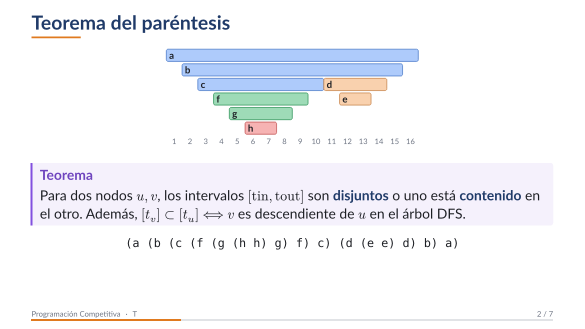 Teorema del paréntesis
a
b
c d
f e
g
h
1 2 3 4 5 6 7 8 9 10 11 12 13 14 15 16
Teorema
Para dos nodos u, v, los intervalos [tin, tout] son disjuntos o uno está contenido en
el otro. Además, [t_v] ⊂ [t_u] ⟺ v es descendiente de u en el árbol DFS.
(a (b (c (f (g (h h) g) f) c) (d (e e) d) b) a)
Programación Competitiva · T 2 / 7